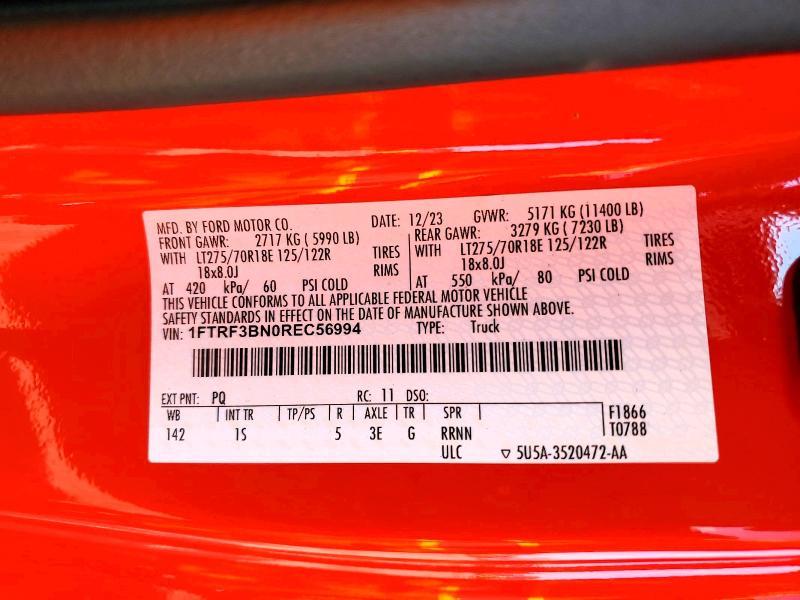 MFD. BY FORD MOTOR CO. DATE: 12/23 GVWR: 5171 KG (11400 LB)
FRONT GAWR: 2717 KG ( 5990 LB) REAR GAWR: 3279 KG ( 7230 LB)
WITH LT275/70R18E 125/122R TIRES WITH LT275/70R18E 125/122R TIRES
18x8.0J RIMS 18x8.0J RIMS
AT 420 kPa/ 60 PSI COLD AT 550 kPa/ 80 PSI COLD
THIS VEHICLE CONFORMS TO ALL APPLICABLE FEDERAL MOTOR VEHICLE
SAFETY STANDARDS IN EFFECT ON THE DATE OF MANUFACTURE SHOWN ABOVE.
VIN: 1FTRF3BN0REC56994 TYPE: Truck
EXT PNT: PQ RC: 11 DSO:
WB INT TR TP/PS R AXLE TR SPR F1866
142 1S 5 3E G RRNN T0788
ULC ▽ 5U5A-3520472-AA